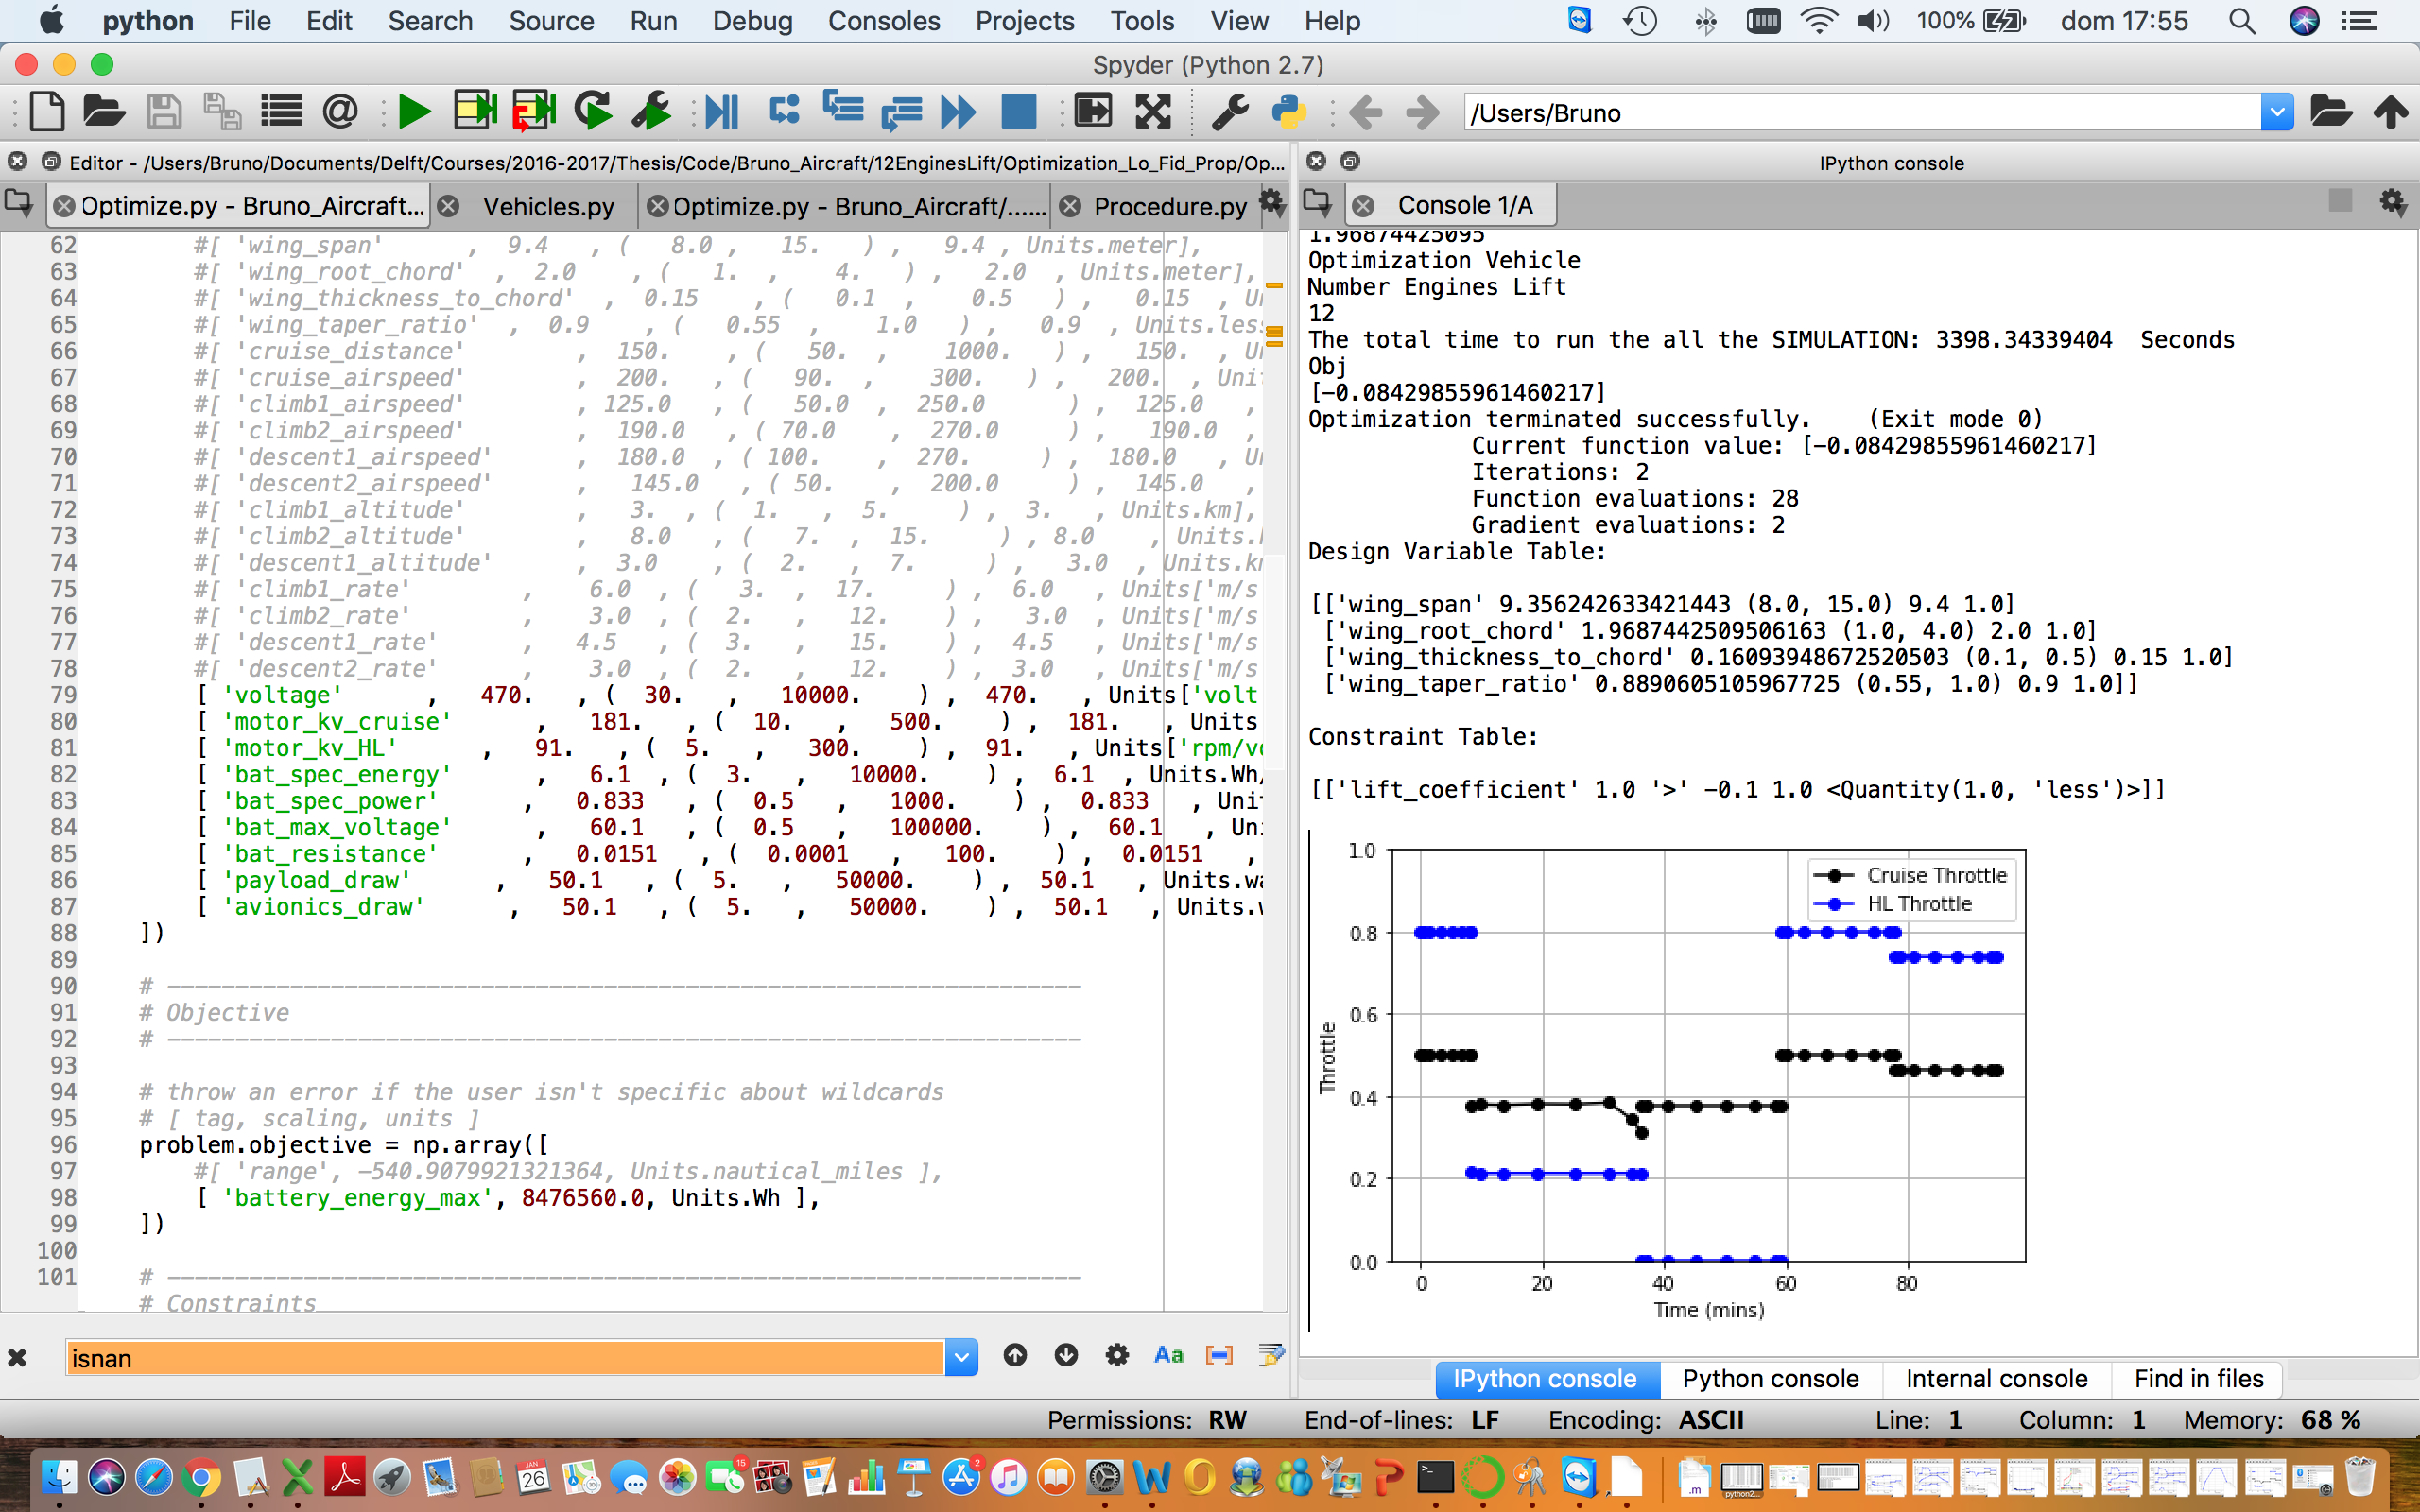 python File Edit Search Source Run Debug Consoles Projects Tools View Help 100% dom 17:55
Spyder (Python 2.7)
/Users/Bruno
Editor - /Users/Bruno/Documents/Delft/Courses/2016-2017/Thesis/Code/Bruno_Aircraft/12EnginesLift/Optimization_Lo_Fid_Prop/Op...
Optimize.py - Bruno_Aircraft... Vehicles.py Optimize.py - Bruno_Aircraft/...... Procedure.py
62 #[ 'wing_span' , 9.4 , ( 8.0 , 15. ) , 9.4 , Units.meter],
63 #[ 'wing_root_chord' , 2.0 , ( 1. , 4. ) , 2.0 , Units.meter],
64 #[ 'wing_thickness_to_chord' , 0.15 , ( 0.1 , 0.5 ) , 0.15 ,
65 #[ 'wing_taper_ratio' , 0.9 , ( 0.55 , 1.0 ) , 0.9 , Units.les
66 #[ 'cruise_distance' , 150. , ( 50. , 1000. ) , 150. ,
67 #[ 'cruise_airspeed' , 200. , ( 90. , 300. ) , 200. , Uni
68 #[ 'climb1_airspeed' , 125.0 , ( 50.0 , 250.0 ) , 125.0 ,
69 #[ 'climb2_airspeed' , 190.0 , ( 70.0 , 270.0 ) , 190.0 ,
70 #[ 'descent1_airspeed' , 180.0 , ( 100. , 270. ) , 180.0 ,
71 #[ 'descent2_airspeed' , 145.0 , ( 50. , 200.0 ) , 145.0 ,
72 #[ 'climb1_altitude' , 3. , ( 1. , 5. ) , 3. , Units.km],
73 #[ 'climb2_altitude' , 8.0 , ( 7. , 15. ) , 8.0 , Units.
74 #[ 'descent1_altitude' , 3.0 , ( 2. , 7. ) , 3.0 , Units.k
75 #[ 'climb1_rate' , 6.0 , ( 3. , 17. ) , 6.0 , Units['m/s
76 #[ 'climb2_rate' , 3.0 , ( 2. , 12. ) , 3.0 , Units['m/s
77 #[ 'descent1_rate' , 4.5 , ( 3. , 15. ) , 4.5 , Units['m/s
78 #[ 'descent2_rate' , 3.0 , ( 2. , 12. ) , 3.0 , Units['m/s
79 [ 'voltage' , 470. , ( 30. , 10000. ) , 470. , Units['volt
80 [ 'motor_kv_cruise' , 181. , ( 10. , 500. ) , 181. , Units
81 [ 'motor_kv_HL' , 91. , ( 5. , 300. ) , 91. , Units['rpm/v
82 [ 'bat_spec_energy' , 6.1 , ( 3. , 10000. ) , 6.1 , Units.Wh/
83 [ 'bat_spec_power' , 0.833 , ( 0.5 , 1000. ) , 0.833 , Uni
84 [ 'bat_max_voltage' , 60.1 , ( 0.5 , 100000. ) , 60.1 , Un
85 [ 'bat_resistance' , 0.0151 , ( 0.0001 , 100. ) , 0.0151 ,
86 [ 'payload_draw' , 50.1 , ( 5. , 50000. ) , 50.1 , Units.wa
87 [ 'avionics_draw' , 50.1 , ( 5. , 50000. ) , 50.1 , Units.
88 ])
89
90 # -------------------------------------------------------------------
91 # Objective
92 # -------------------------------------------------------------------
93
94 # throw an error if the user isn't specific about wildcards
95 # [ tag, scaling, units ]
96 problem.objective = np.array([
97 #[ 'range', -540.9079921321364, Units.nautical_miles ],
98 [ 'battery_energy_max', 8476560.0, Units.Wh ],
99 ])
100
101 # -------------------------------------------------------------------
# Constraints
isnan
Aa
IPython console
Console 1/A
1.96874425095
Optimization Vehicle
Number Engines Lift
12
The total time to run the all the SIMULATION: 3398.34339404 Seconds
Obj
[-0.08429855961460217]
Optimization terminated successfully. (Exit mode 0)
Current function value: [-0.08429855961460217]
Iterations: 2
Function evaluations: 28
Gradient evaluations: 2
Design Variable Table:
[['wing_span' 9.356242633421443 (8.0, 15.0) 9.4 1.0]
['wing_root_chord' 1.9687442509506163 (1.0, 4.0) 2.0 1.0]
['wing_thickness_to_chord' 0.16093948672520503 (0.1, 0.5) 0.15 1.0]
['wing_taper_ratio' 0.8890605105967725 (0.55, 1.0) 0.9 1.0]]
Constraint Table:
[['lift_coefficient' 1.0 '>' -0.1 1.0 <Quantity(1.0, 'less')>]]
Cruise Throttle
HL Throttle
1.0
0.8
0.6
0.4
0.2
0.0
Throttle
0 20 40 60 80
Time (mins)
IPython console Python console Internal console Find in files
Permissions: RW End-of-lines: LF Encoding: ASCII Line: 1 Column: 1 Memory: 68 %
JAN
26
15
2